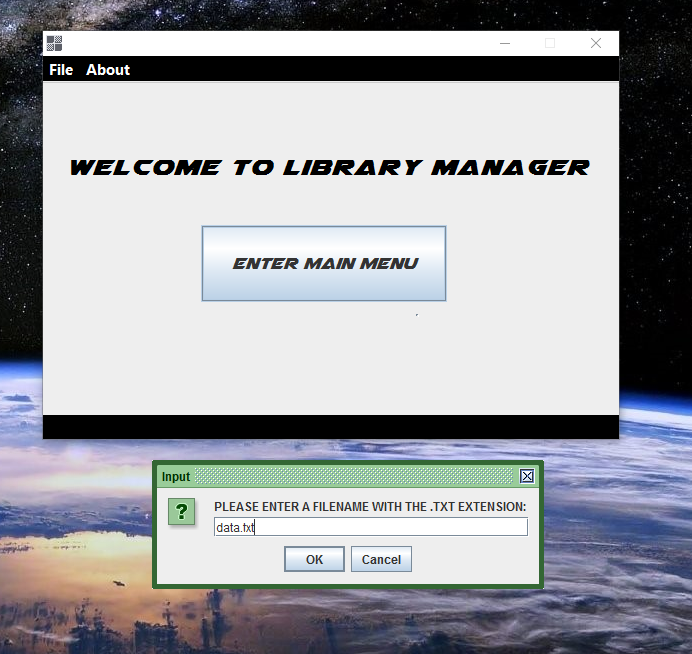 File About
WELCOME TO LIBRARY MANAGER
ENTER MAIN MENU
Input
?
PLEASE ENTER A FILENAME WITH THE .TXT EXTENSION:
data.txt
OK Cancel